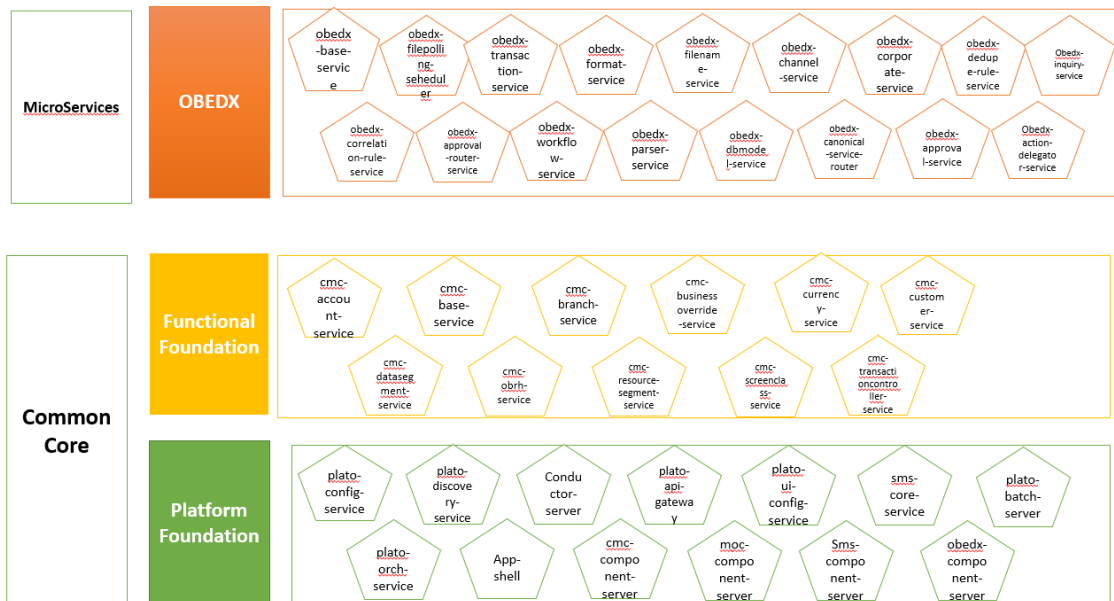 MicroServices
OBEDX
obedx
-base-
servic
e
obedx-
filepolli
ng-
sehedul
er
obedx-
transac
tion-
service
obedx-
format-
service
obedx-
filenam
e-
service
obedx-
channel
-service
obedx-
corpor
ate-
service
obedx-
dedup
e-rule-
service
Obedx-
inquiry-
service
obedx-
correlati
on-rule-
service
obedx-
approval
-router-
service
obedx-
workflo
w-
service
obedx-
parser-
service
obedx-
dbmode
l-service
obedx-
canonical
-service-
router
obedx-
approva
l-service
Obedx-
action-
delegato
r-service
Common
Core
Functional
Foundation
cmc-
accou
nt-
service
cmc-
base-
service
cmc-
branch-
service
cmc-
business
override
-service
cmc-
currenc
y-
service
cmc-
custom
er-
service
cmc-
dataseg
ment-
service
cmc-
obrh-
service
cmc-
resource-
segment-
service
cmc-
screencla
ss-
service
cmc-
transacti
oncontro
ller-
service
Platform
Foundation
plato-
config-
service
plato-
discove
ry-
service
Condu
ctor-
server
plato-
api-
gatewa
y
plato-
ui-
config-
service
sms-
core-
service
plato-
batch-
server
plato-
orch-
service
App-
shell
cmc-
compo
nent-
server
moc-
compo
nent-
server
Sms-
compo
nent-
server
obedx-
compo
nent-
server